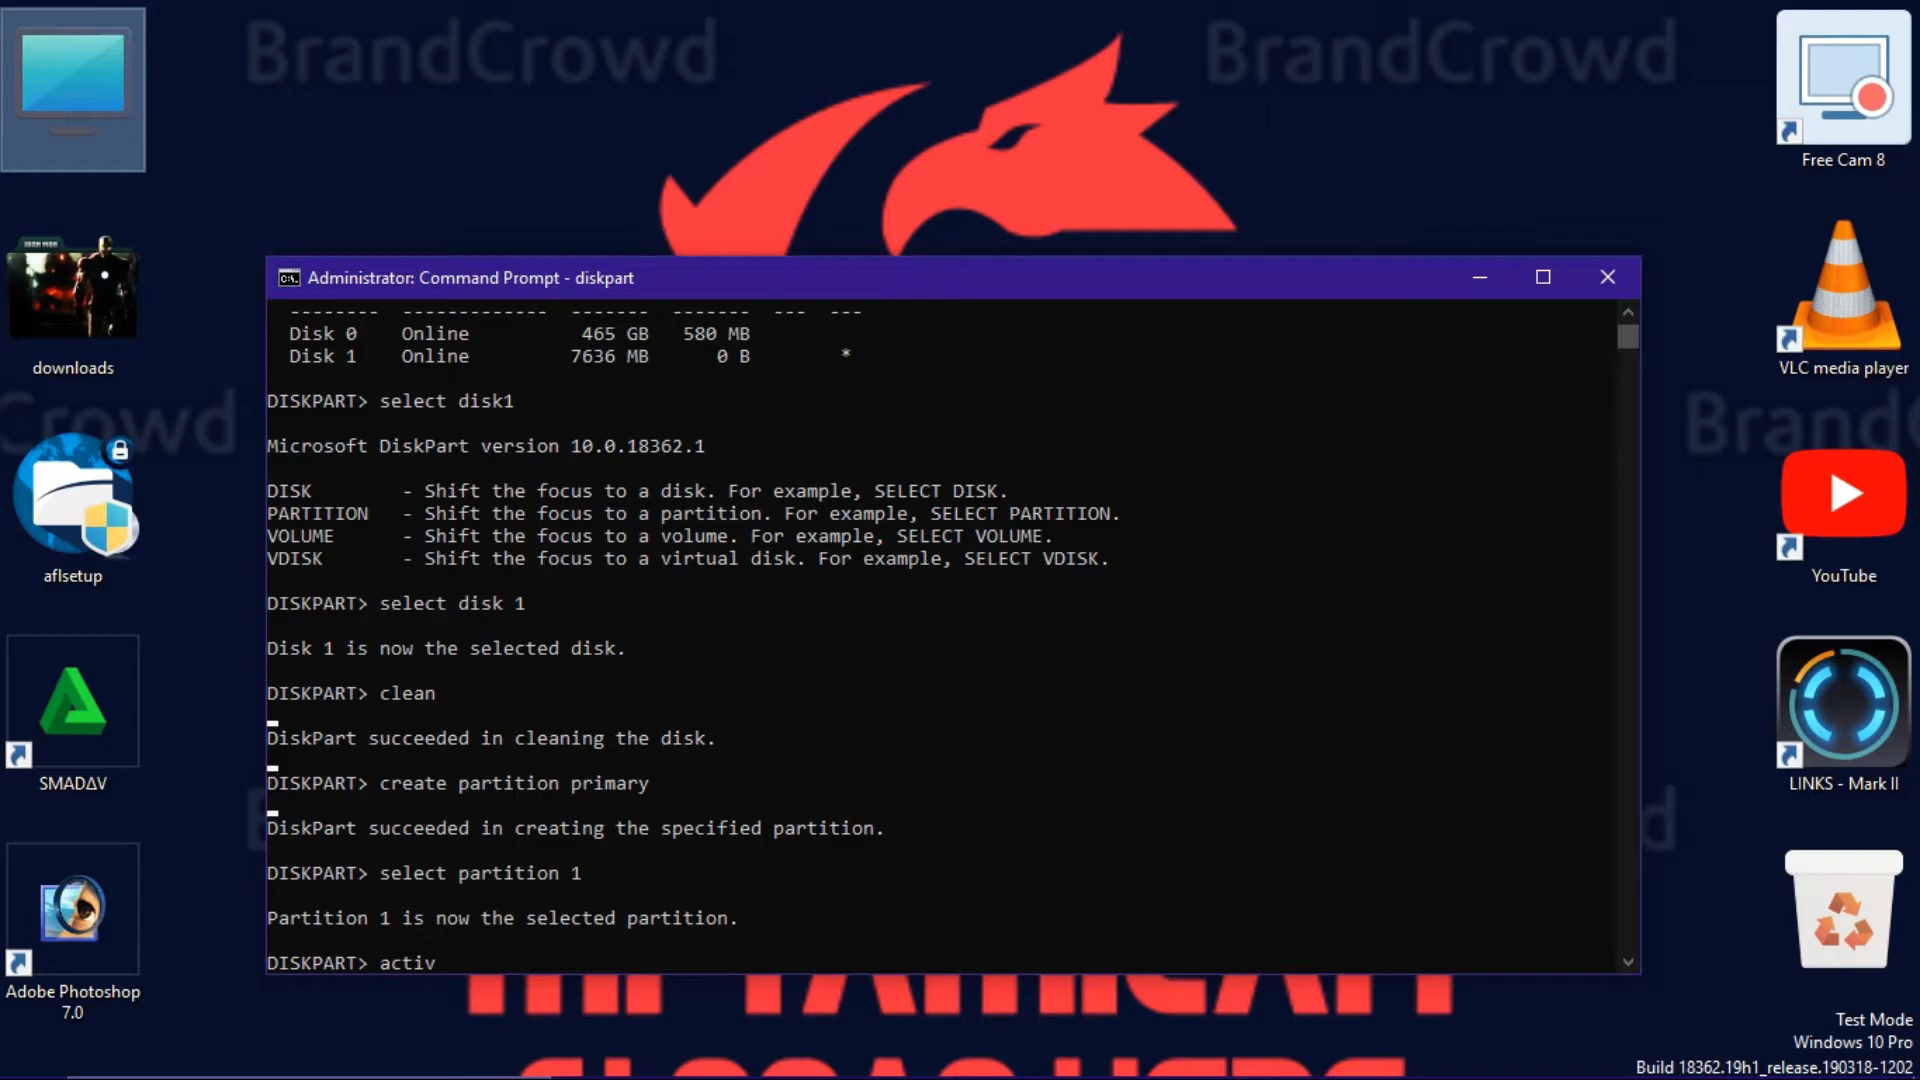 BrandCrowd
BrandCrowd
Free Cam 8
IRON MAN
downloads
VLC media player
Crowd
BrandC
aflsetup
YouTube
SMADΔV
LINKS - Mark II
Adobe Photoshop
7.0
Administrator: Command Prompt - diskpart
-------- ------------- ------- ------- --- ---
Disk 0 Online 465 GB 580 MB
Disk 1 Online 7636 MB 0 B *
DISKPART> select disk1
Microsoft DiskPart version 10.0.18362.1
DISK - Shift the focus to a disk. For example, SELECT DISK.
PARTITION - Shift the focus to a partition. For example, SELECT PARTITION.
VOLUME - Shift the focus to a volume. For example, SELECT VOLUME.
VDISK - Shift the focus to a virtual disk. For example, SELECT VDISK.
DISKPART> select disk 1
Disk 1 is now the selected disk.
DISKPART> clean
DiskPart succeeded in cleaning the disk.
DISKPART> create partition primary
DiskPart succeeded in creating the specified partition.
DISKPART> select partition 1
Partition 1 is now the selected partition.
DISKPART> activ
Test Mode
Windows 10 Pro
Build 18362.19h1_release.190318-1202